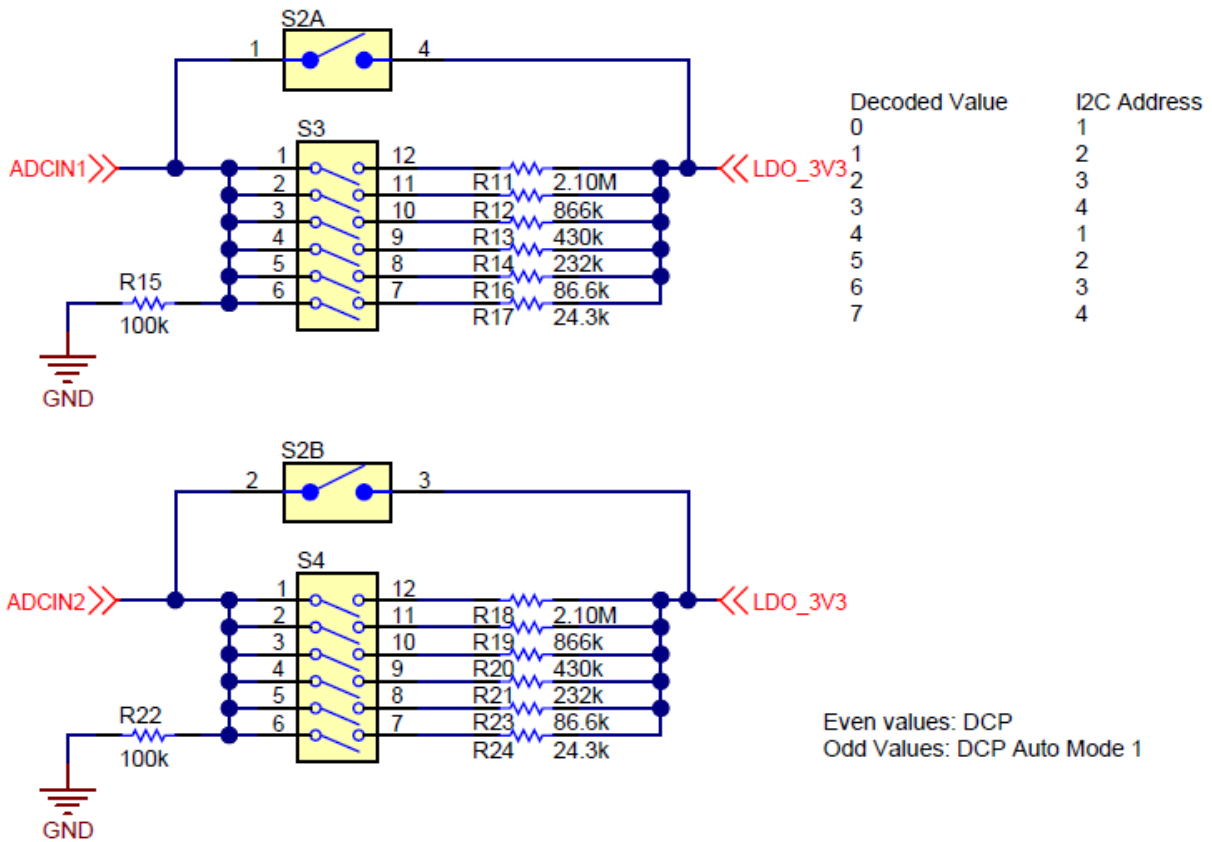 S2A
1 4
Decoded Value I2C Address
0 1
1 2
2 3
3 4
4 1
5 2
6 3
7 4
S3
ADCIN1
LDO_3V3
1 12
R11 2.10M
2 11
R12 866k
3 10
R13 430k
4 9
R14 232k
5 8
R16 86.6k
6 7
R17 24.3k
R15
100k
GND
S2B
2 3
S4
ADCIN2
LDO_3V3
1 12
R18 2.10M
2 11
R19 866k
3 10
R20 430k
4 9
R21 232k
5 8
R23 86.6k
6 7
R24 24.3k
R22
100k
GND
Even values: DCP
Odd Values: DCP Auto Mode 1